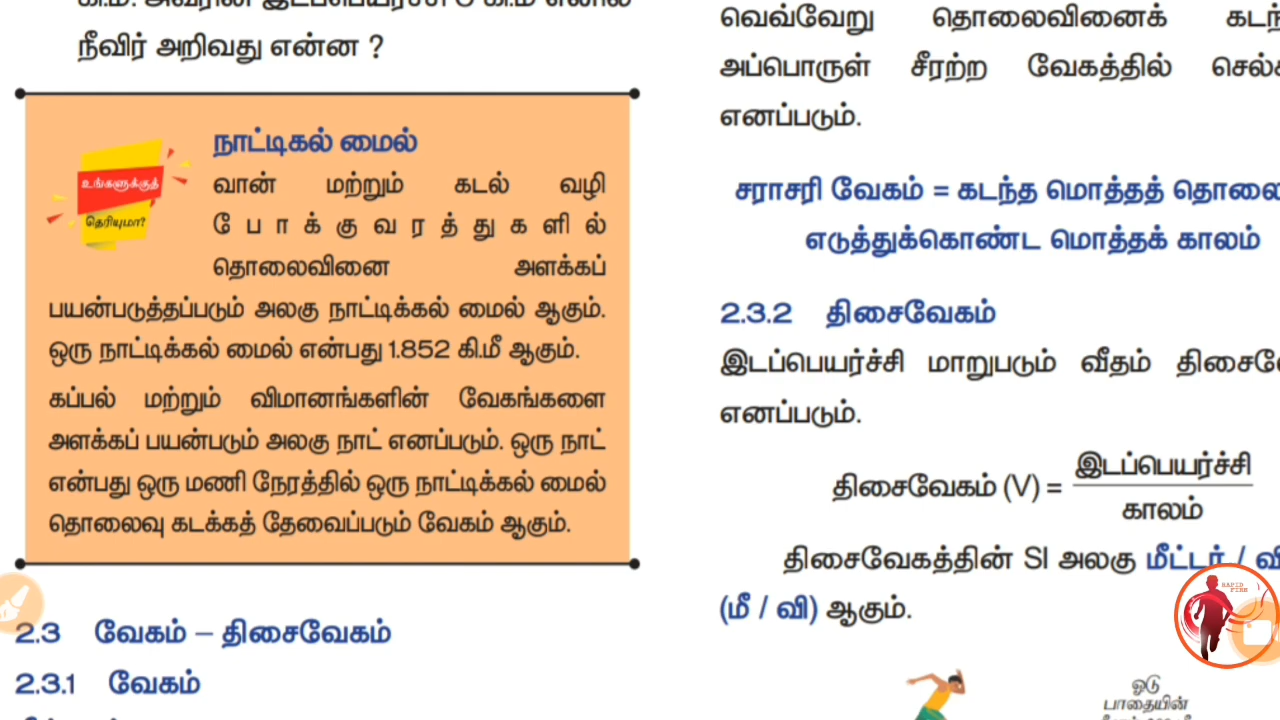 நீவிர் அறிவது என்ன ?
உங்களுக்குத்
தெரியுமா?
நாட்டிகல் மைல்
வான் மற்றும் கடல் வழி
போக்குவரத்துகளில்
தொலைவினை அளக்கப்
பயன்படுத்தப்படும் அலகு நாட்டிக்கல் மைல் ஆகும்.
ஒரு நாட்டிக்கல் மைல் என்பது 1.852 கி.மீ ஆகும்.
கப்பல் மற்றும் விமானங்களின் வேகங்களை
அளக்கப் பயன்படும் அலகு நாட் எனப்படும். ஒரு நாட்
என்பது ஒரு மணி நேரத்தில் ஒரு நாட்டிக்கல் மைல்
தொலைவு கடக்கத் தேவைப்படும் வேகம் ஆகும்.
2.3 வேகம் – திசைவேகம்
2.3.1 வேகம்
வெவ்வேறு தொலைவினைக்
அப்பொருள் சீரற்ற வேகத்தில்
எனப்படும்.
சராசரி வேகம் = கடந்த மொத்தத்
எடுத்துக்கொண்ட மொத்தக் காலம்
2.3.2 திசைவேகம்
இடப்பெயர்ச்சி மாறுபடும் வீதம்
எனப்படும்.
திசைவேகம் (V) = இடப்பெயர்ச்சி
காலம்
திசைவேகத்தின் SI அலகு மீட்டர் /
(மீ / வி) ஆகும்.
RAPID
FIRE
ஓடு
பாதையின்